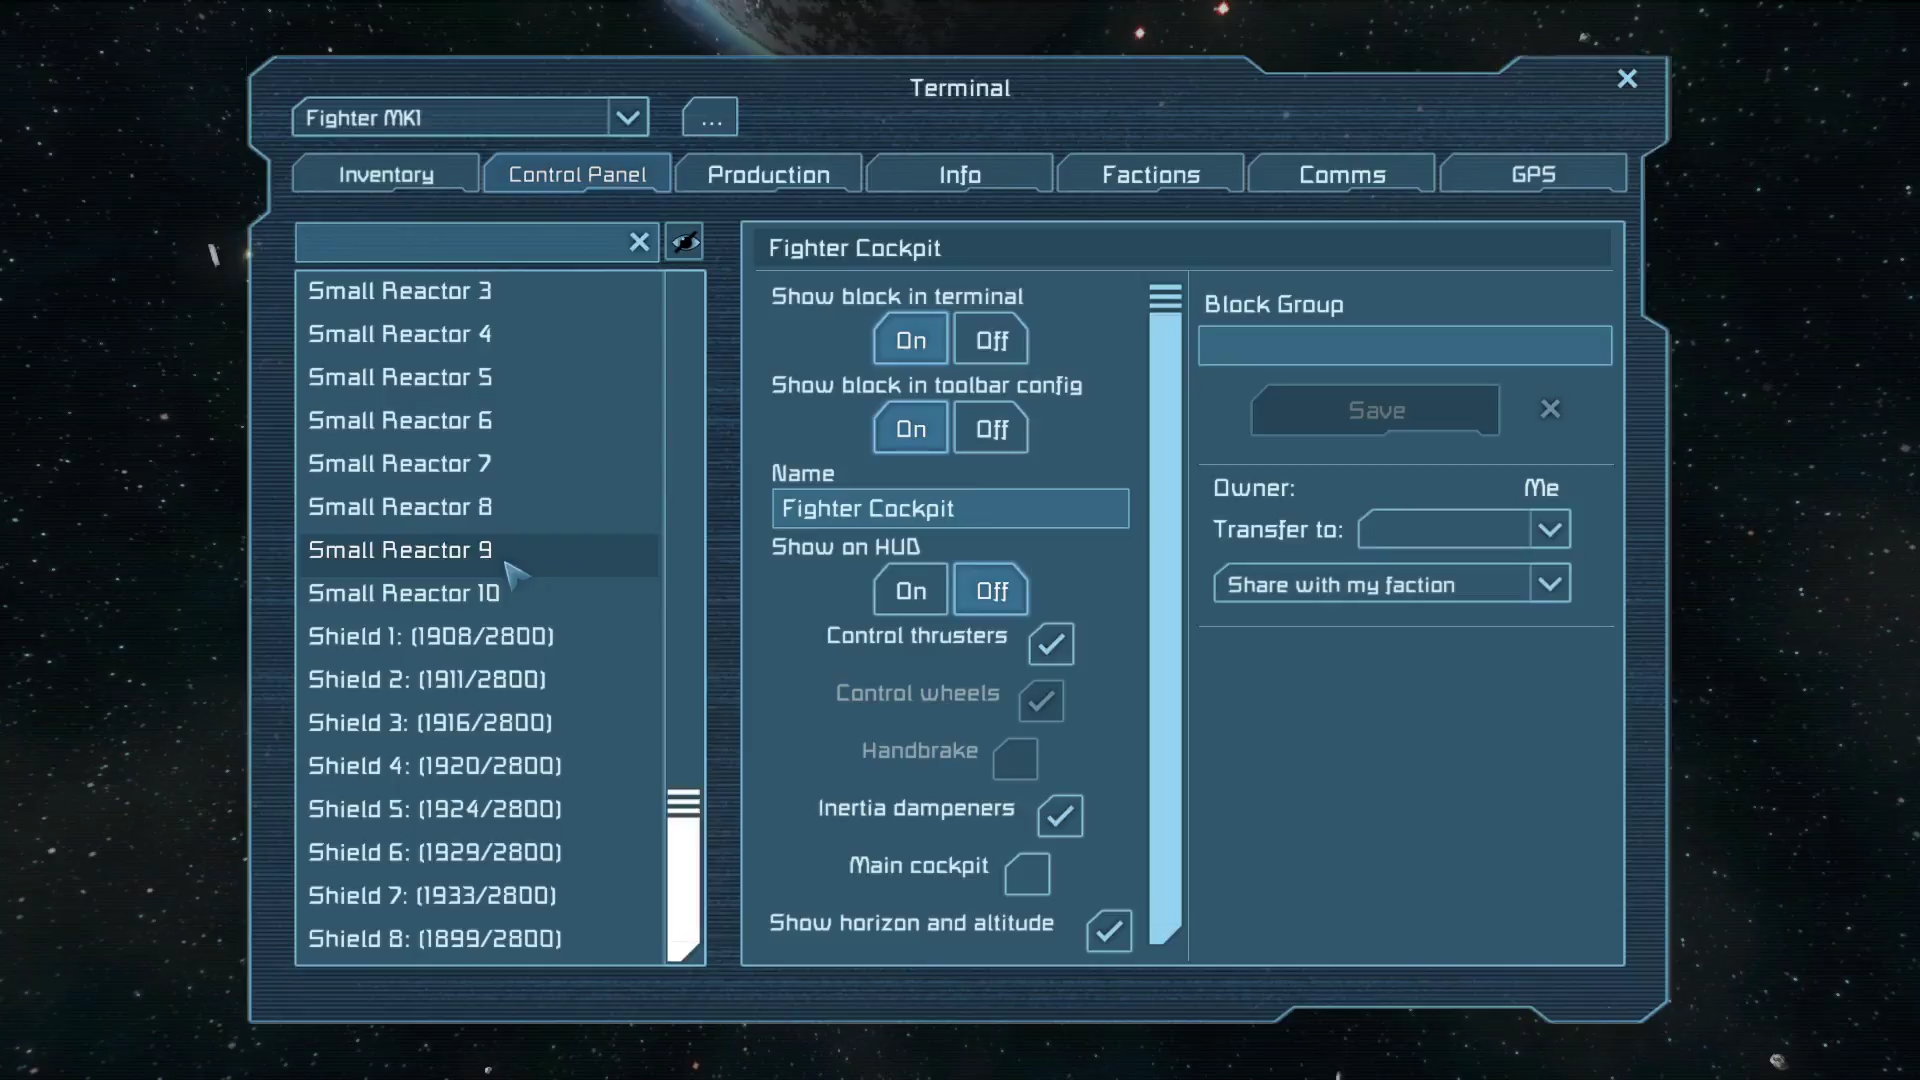 Terminal
Fighter MK1
...
Inventory
Control Panel
Production
Info
Factions
Comms
GPS
Small Reactor 3
Small Reactor 4
Small Reactor 5
Small Reactor 6
Small Reactor 7
Small Reactor 8
Small Reactor 9
Small Reactor 10
Shield 1: (1908/2800)
Shield 2: (1911/2800)
Shield 3: (1916/2800)
Shield 4: (1920/2800)
Shield 5: (1924/2800)
Shield 6: (1929/2800)
Shield 7: (1933/2800)
Shield 8: (1899/2800)
Fighter Cockpit
Show block in terminal
On Off
Show block in toolbar config
On Off
Name
Fighter Cockpit
Show on HUD
On Off
Control thrusters
Control wheels
Handbrake
Inertia dampeners
Main cockpit
Show horizon and altitude
Block Group
Save
Owner: Me
Transfer to:
Share with my faction